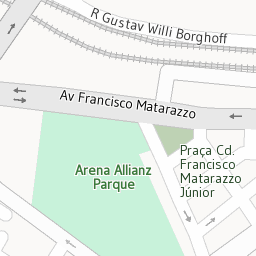 R Gustav Willi Borghoff
Av Francisco Matarazzo
Arena Allianz
Parque
Praça Cd.
Francisco
Matarazzo
Júnior